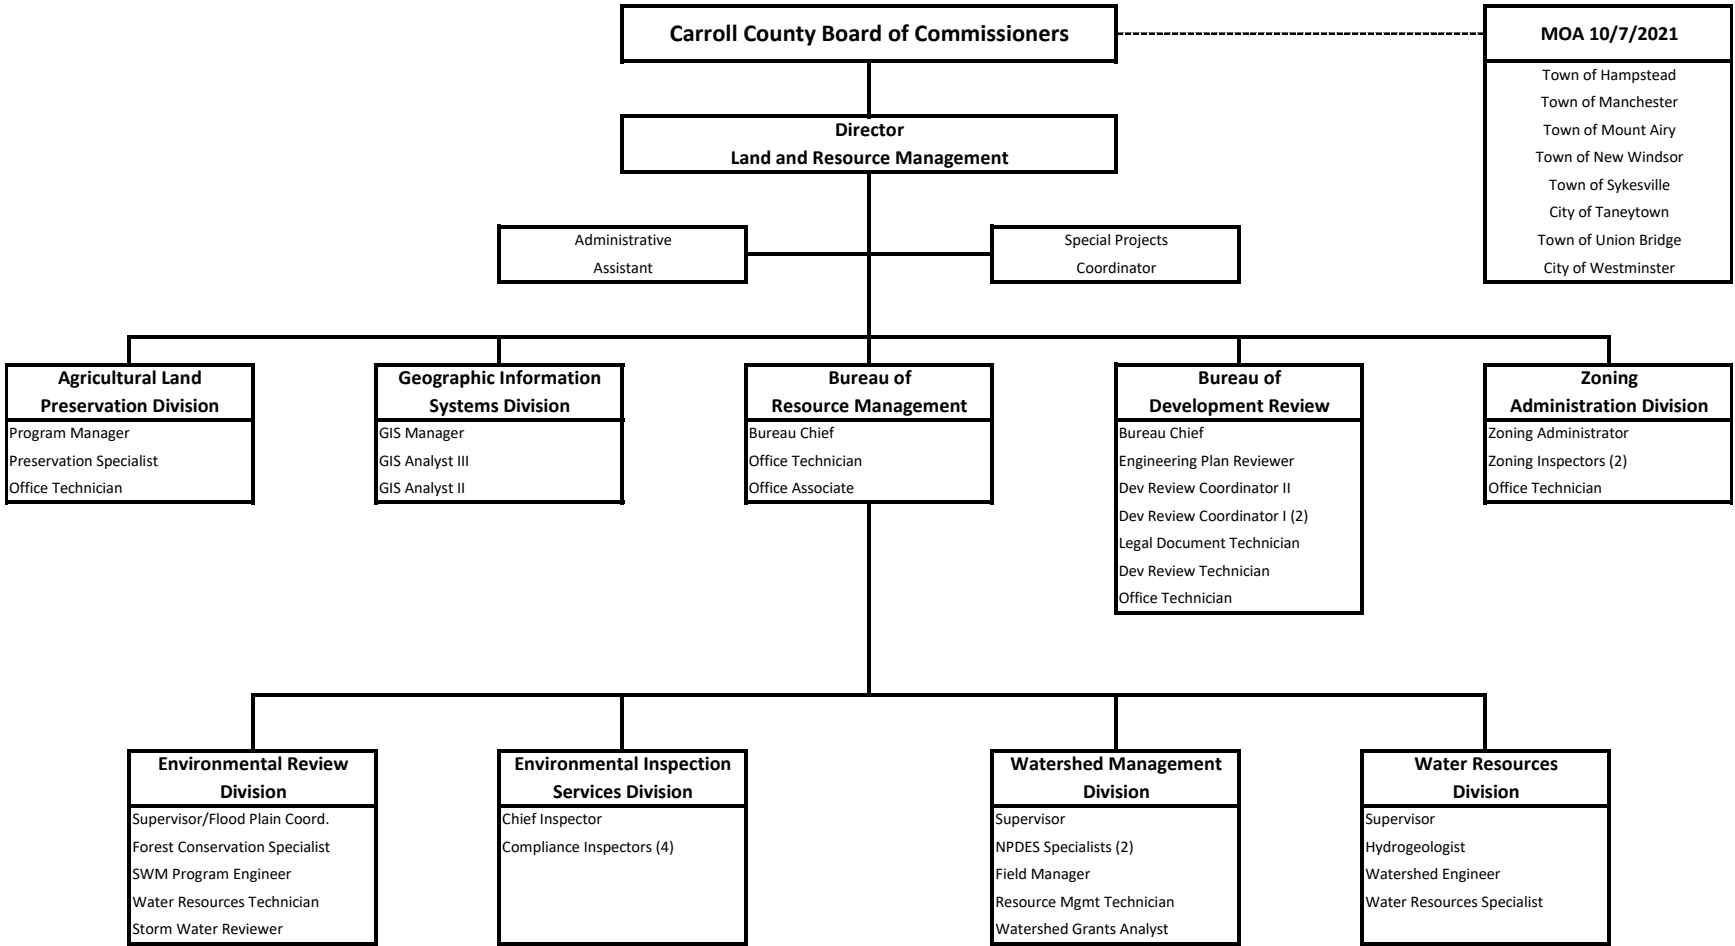 Carroll County Board of Commissioners
MOA 10/7/2021
Town of Hampstead
Town of Manchester
Town of Mount Airy
Town of New Windsor
Town of Sykesville
City of Taneytown
Town of Union Bridge
City of Westminster
Director
Land and Resource Management
Administrative
Assistant
Special Projects
Coordinator
Agricultural Land
Preservation Division
Program Manager
Preservation Specialist
Office Technician
Geographic Information
Systems Division
GIS Manager
GIS Analyst III
GIS Analyst II
Bureau of
Resource Management
Bureau Chief
Office Technician
Office Associate
Bureau of
Development Review
Bureau Chief
Engineering Plan Reviewer
Dev Review Coordinator II
Dev Review Coordinator I (2)
Legal Document Technician
Dev Review Technician
Office Technician
Zoning
Administration Division
Zoning Administrator
Zoning Inspectors (2)
Office Technician
Environmental Review
Division
Supervisor/Flood Plain Coord.
Forest Conservation Specialist
SWM Program Engineer
Water Resources Technician
Storm Water Reviewer
Environmental Inspection
Services Division
Chief Inspector
Compliance Inspectors (4)
Watershed Management
Division
Supervisor
NPDES Specialists (2)
Field Manager
Resource Mgmt Technician
Watershed Grants Analyst
Water Resources
Division
Supervisor
Hydrogeologist
Watershed Engineer
Water Resources Specialist